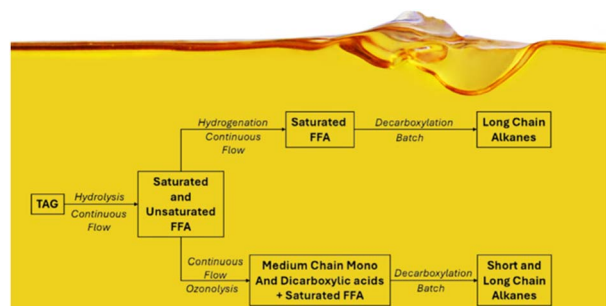 Hydrogenation
Continuous
Flow
Saturated
FFA
Decarboxylation
Batch
Long Chain
Alkanes
TAG
Hydrolysis
Continuous
Flow
Saturated
and
Unsaturated
FFA
Continuous
Flow
Ozonolysis
Medium Chain Mono
And Dicarboxylic acids
+ Saturated FFA
Decarboxylation
Batch
Short and
Long Chain
Alkanes